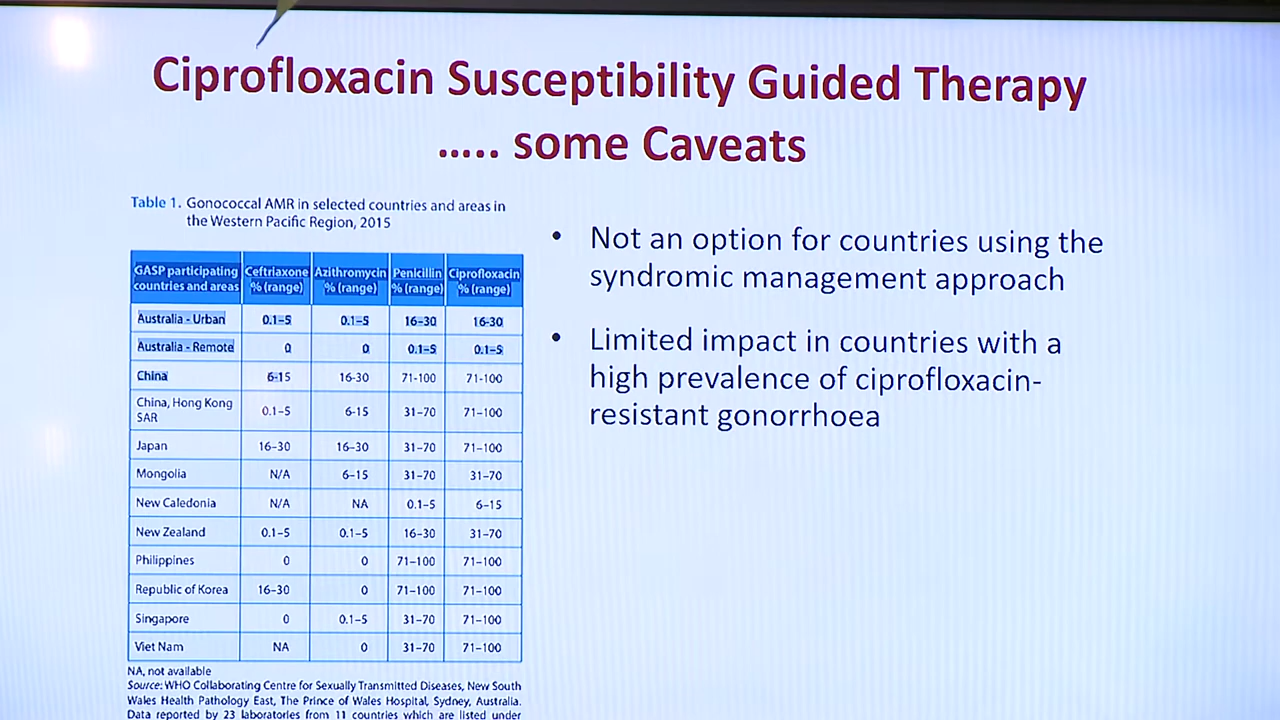 Ciprofloxacin Susceptibility Guided Therapy
..... some Caveats
Table 1. Gonococcal AMR in selected countries and areas in
the Western Pacific Region, 2015
GASP participating countries and areas Ceftriaxone % (range) Azithromycin % (range) Penicillin % (range) Ciprofloxacin % (range)
Australia - Urban 0.1–5 0.1–5 16-30 16-30
Australia - Remote 0 0 0.1–5 0.1–5
China 6-15 16-30 71-100 71-100
China, Hong Kong SAR 0.1–5 6-15 31–70 71–100
Japan 16–30 16–30 31–70 71–100
Mongolia N/A 6–15 31–70 31–70
New Caledonia N/A NA 0.1–5 6–15
New Zealand 0.1–5 0.1–5 16–30 31–70
Philippines 0 0 71–100 71–100
Republic of Korea 16–30 0 71–100 71–100
Singapore 0 0.1–5 31–70 71–100
Viet Nam NA 0 31–70 71–100
NA, not available
Source: WHO Collaborating Centre for Sexually Transmitted Diseases, New South
Wales Health Pathology East, The Prince of Wales Hospital, Sydney, Australia.
Data reported by 23 laboratories from 11 countries which are listed under
• Not an option for countries using the
syndromic management approach
• Limited impact in countries with a
high prevalence of ciprofloxacin-
resistant gonorrhoea